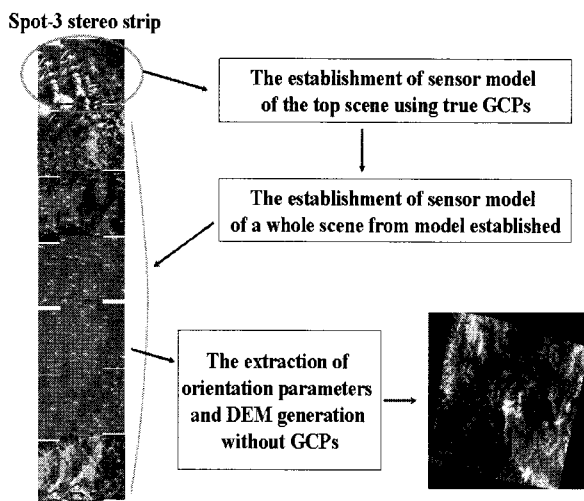 Spot-3 stereo strip
The establishment of sensor model
of the top scene using true GCPs
The establishment of sensor model
of a whole scene from model established
The extraction of
orientation parameters
and DEM generation
without GCPs